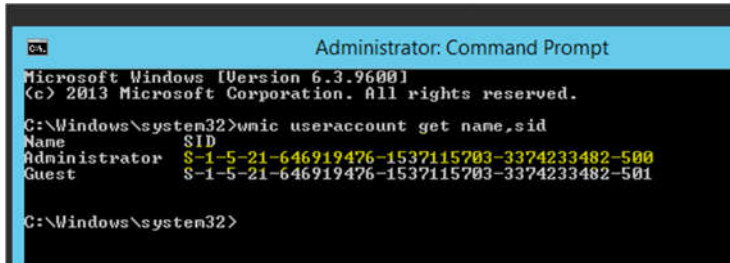 C:\.
Administrator: Command Prompt
Microsoft Windows [Version 6.3.9600]
(c) 2013 Microsoft Corporation. All rights reserved.
C:\Windows\system32>wmic useraccount get name,sid
Name SID
Administrator S-1-5-21-646919476-1537115703-3374233482-500
Guest S-1-5-21-646919476-1537115703-3374233482-501
C:\Windows\system32>